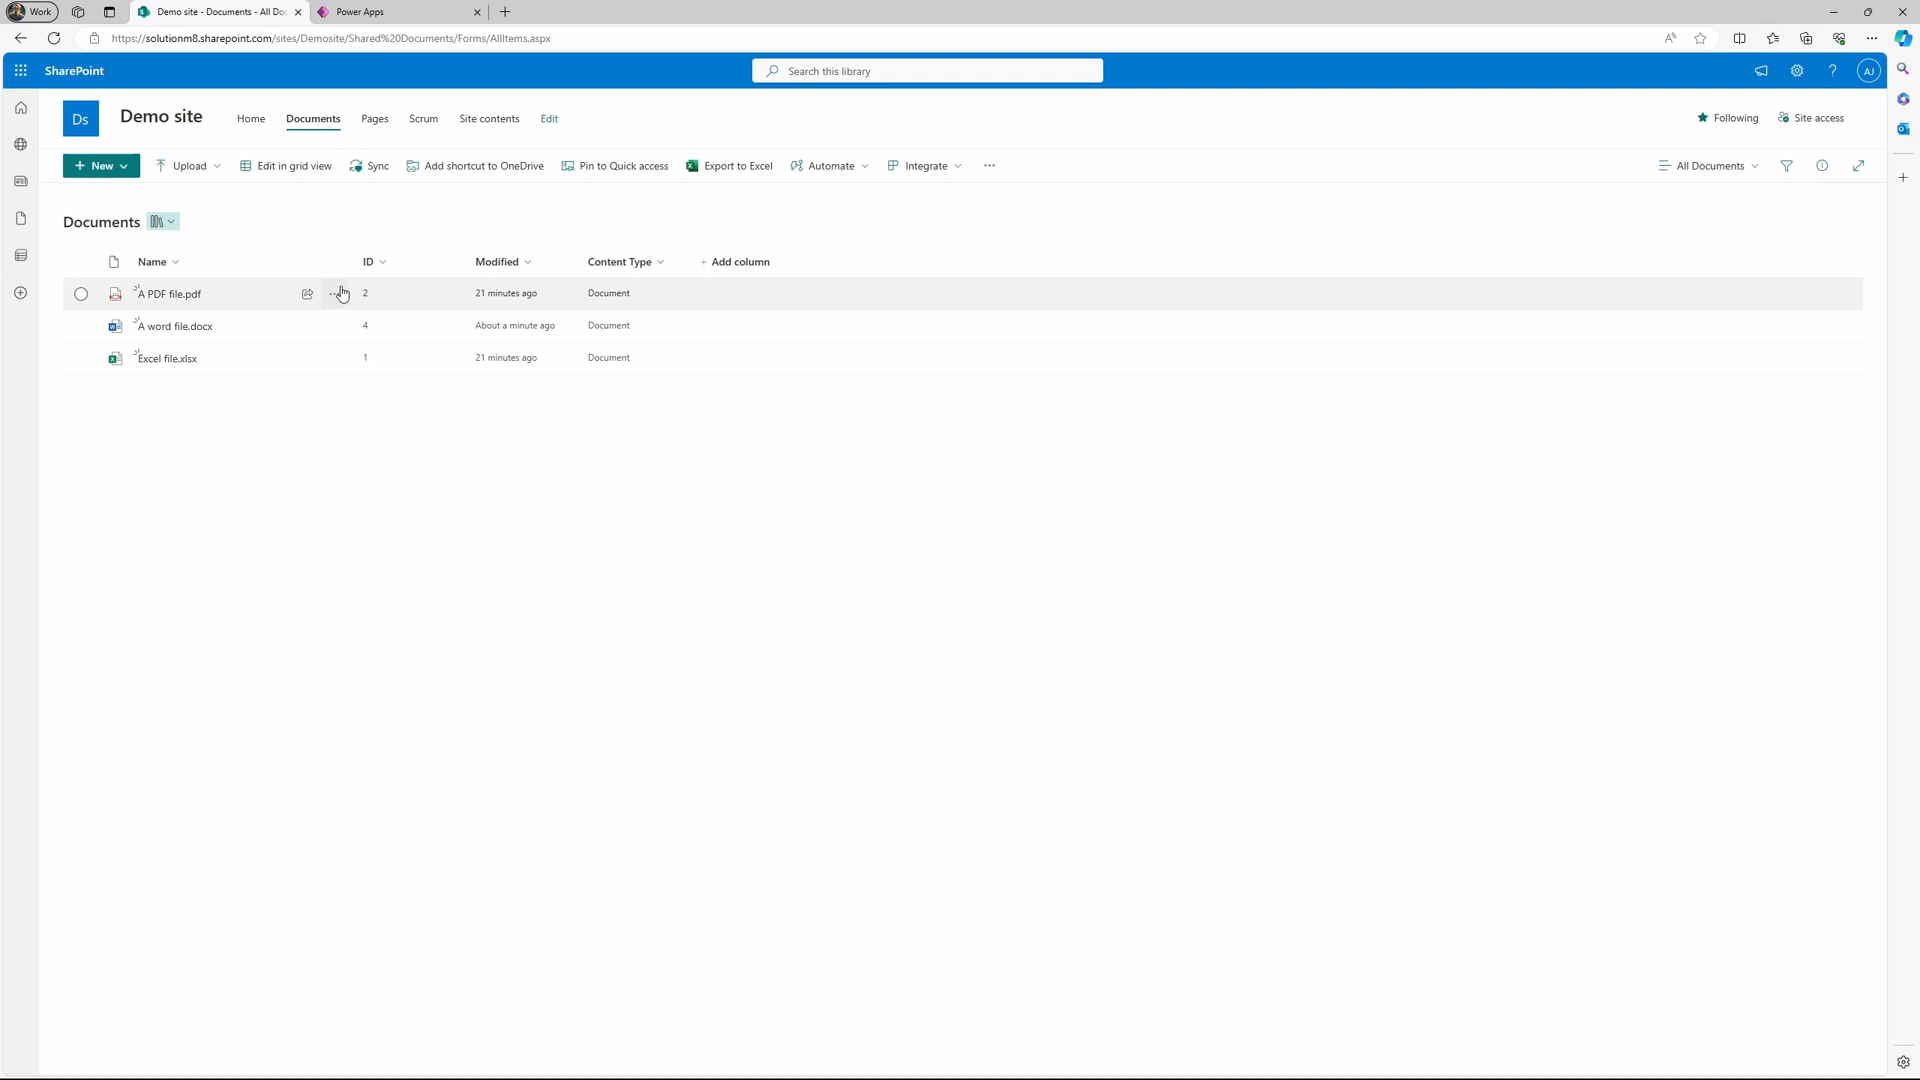 Work
Demo site - Documents - All Doc
Power Apps
https://solutionm8.sharepoint.com/sites/Demosite/Shared%20Documents/Forms/AllItems.aspx
SharePoint
Search this library
AJ
Ds
Demo site
Home
Documents
Pages
Scrum
Site contents
Edit
Following
Site access
New
Upload
Edit in grid view
Sync
Add shortcut to OneDrive
Pin to Quick access
Export to Excel
Automate
Integrate
All Documents
Documents
Name
ID
Modified
Content Type
+ Add column
A PDF file.pdf
2
21 minutes ago
Document
A word file.docx
4
About a minute ago
Document
Excel file.xlsx
1
21 minutes ago
Document